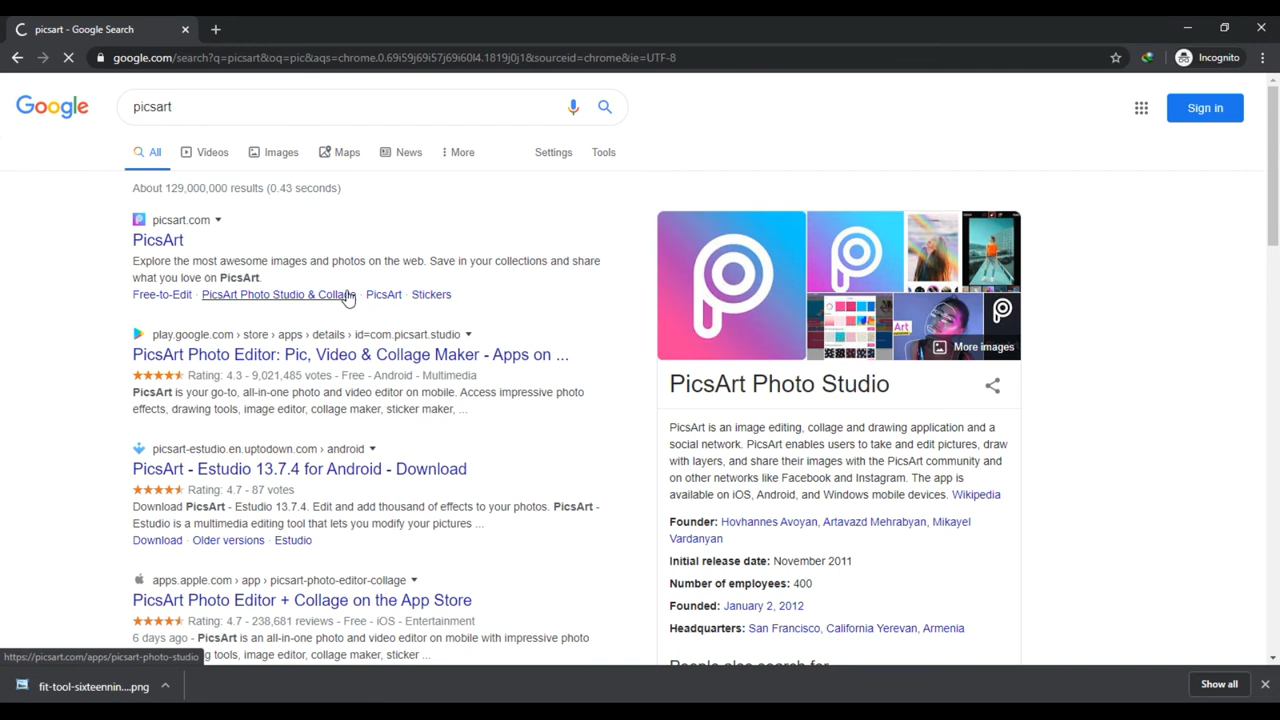 picsart - Google Search
google.com/search?q=picsart&oq=pic&aqs=chrome.0.69i59j69i57j69i60l4.1819j0j1&sourceid=chrome&ie=UTF-8
Incognito
Google
picsart
Sign in
All
Videos
Images
Maps
News
More
Settings
Tools
About 129,000,000 results (0.43 seconds)
picsart.com
PicsArt
Explore the most awesome images and photos on the web. Save in your collections and share
what you love on PicsArt.
Free-to-Edit · PicsArt Photo Studio & Collage · PicsArt · Stickers
play.google.com › store › apps › details › id=com.picsart.studio
PicsArt Photo Editor: Pic, Video & Collage Maker - Apps on ...
Rating: 4.3 - 9,021,485 votes - Free - Android - Multimedia
PicsArt is your go-to, all-in-one photo and video editor on mobile. Access impressive photo
effects, drawing tools, image editor, collage maker, sticker maker, ...
picsart-estudio.en.uptodown.com › android
PicsArt - Estudio 13.7.4 for Android - Download
Rating: 4.7 - 87 votes
Download PicsArt - Estudio 13.7.4. Edit and add thousand of effects to your photos. PicsArt -
Estudio is a multimedia editing tool that lets you modify your pictures ...
Download · Older versions · Estudio
apps.apple.com › app › picsart-photo-editor-collage
PicsArt Photo Editor + Collage on the App Store
Rating: 4.7 - 238,681 reviews - Free - iOS - Entertainment
6 days ago - PicsArt is an all-in-one photo and video editor on mobile with impressive photo
tools, image editor, collage maker, sticker ...
https://picsart.com/apps/picsart-photo-studio
Art
More images
PicsArt Photo Studio
PicsArt is an image editing, collage and drawing application and a
social network. PicsArt enables users to take and edit pictures, draw
with layers, and share their images with the PicsArt community and
on other networks like Facebook and Instagram. The app is
available on iOS, Android, and Windows mobile devices. Wikipedia
Founder: Hovhannes Avoyan, Artavazd Mehrabyan, Mikayel
Vardanyan
Initial release date: November 2011
Number of employees: 400
Founded: January 2, 2012
Headquarters: San Francisco, California Yerevan, Armenia
People also search for
fit-tool-sixteennin....png
Show all